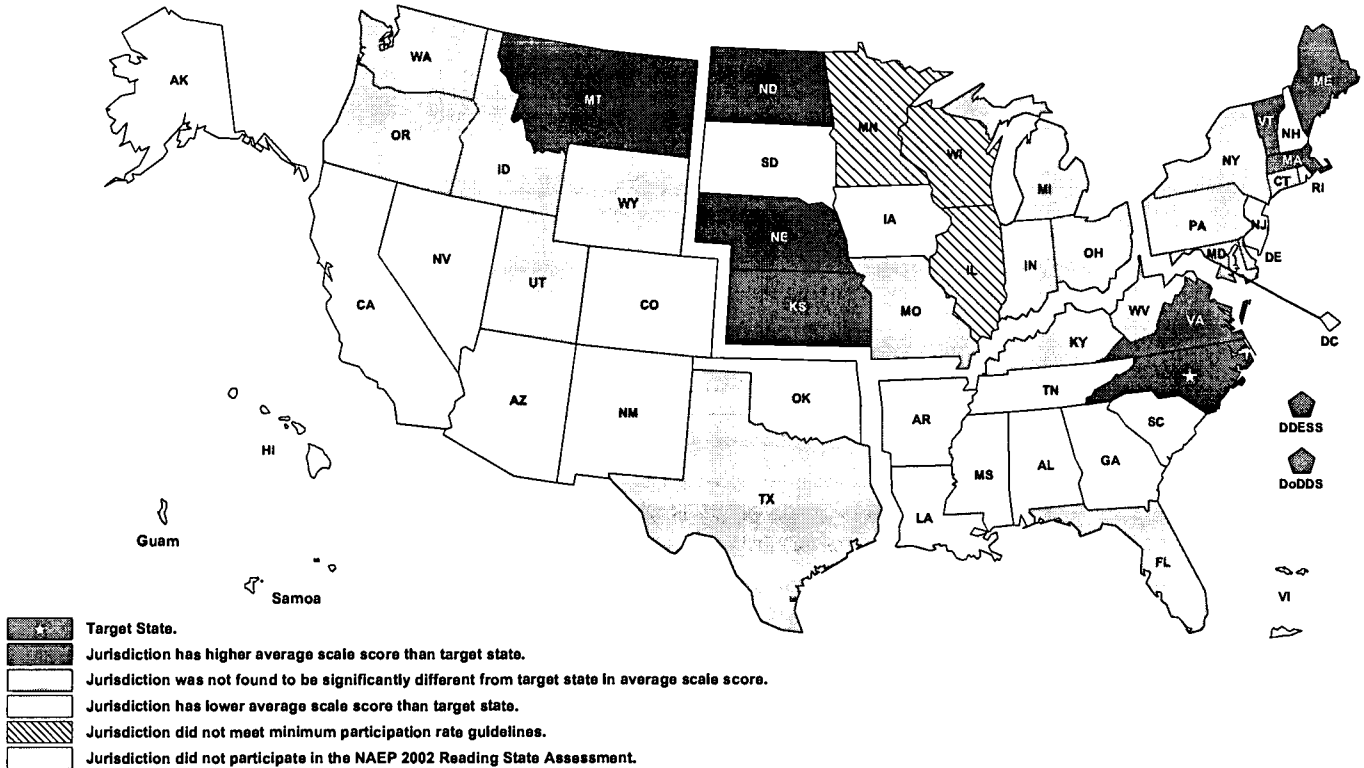 WA
MT
ND
ME
AK
MN
VT
NH
OR
WI
NY
MA
ID
SD
CT
RI
WY
MI
IA
PA
NJ
NE
OH
MD
DE
NV
IL
IN
UT
CO
KS
MO
WV
VA
CA
KY
DC
AZ
NM
OK
TN
AR
SC
DDESS
HI
MS
AL
GA
DoDDS
TX
LA
Guam
FL
Samoa
VI
Target State.
Jurisdiction has higher average scale score than target state.
Jurisdiction was not found to be significantly different from target state in average scale score.
Jurisdiction has lower average scale score than target state.
Jurisdiction did not meet minimum participation rate guidelines.
Jurisdiction did not participate in the NAEP 2002 Reading State Assessment.